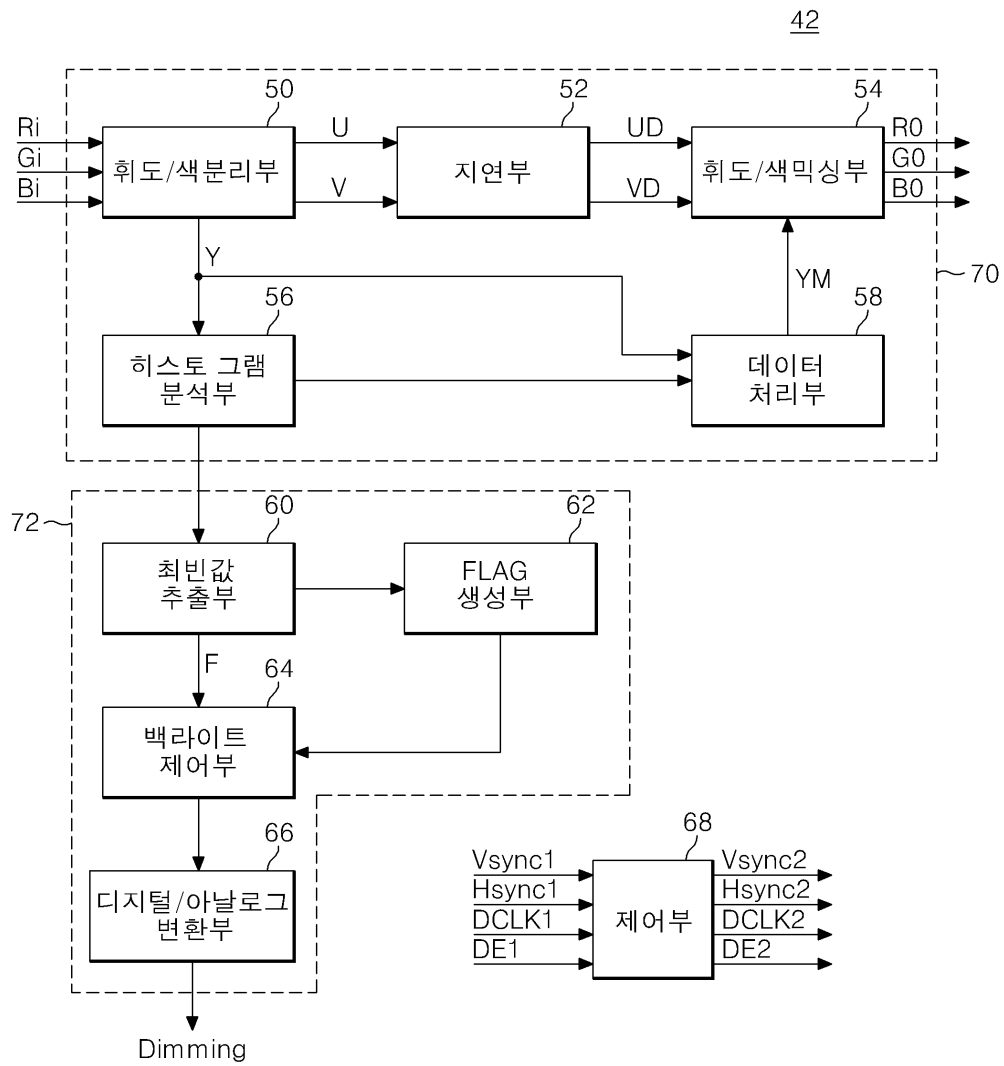 42
50
52
54
Ri
Gi
Bi
휘도/색분리부
U
V
지연부
UD
VD
휘도/색믹싱부
R0
G0
B0
Y
YM
70
56
58
히스토 그램
분석부
데이터
처리부
72
60
62
최빈값
추출부
FLAG
생성부
F
64
백라이트
제어부
66
디지털/아날로그
변환부
Dimming
68
Vsync1
Hsync1
DCLK1
DE1
제어부
Vsync2
Hsync2
DCLK2
DE2